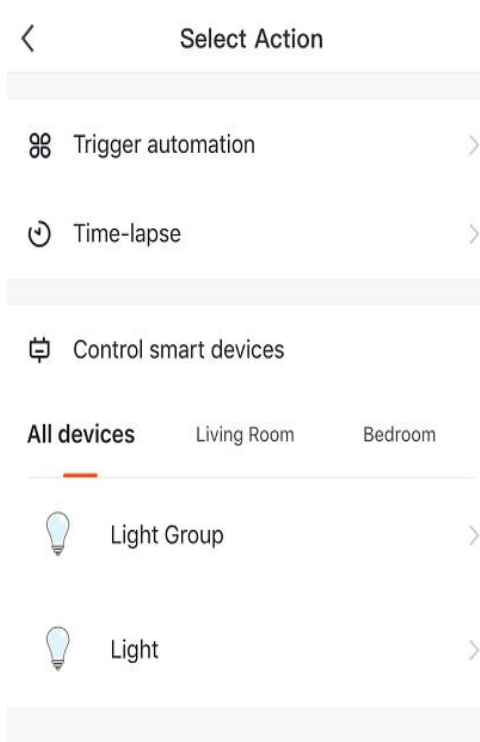 Select Action
Trigger automation
Time-lapse
Control smart devices
All devices Living Room Bedroom
Light Group
Light